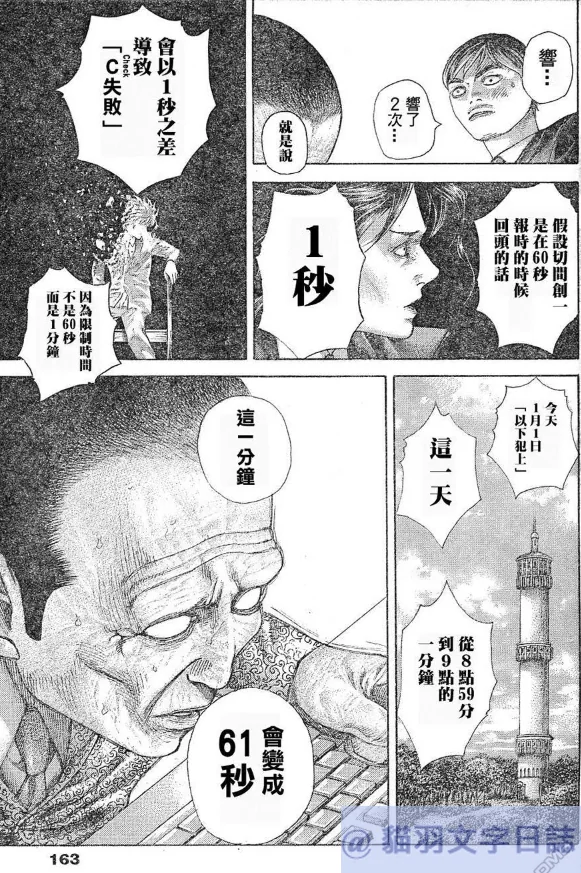 響…
響了
2次…
就是說
假設切間創一
是在60秒
報時的時候
回頭的話
1秒
會以1秒之差
導致
「C失敗」
Check
因為限制時間
不是60秒
而是1分鐘
今天
1月1日
「以下犯上」
這一天
從8點59分
到9點的
一分鐘
這一分鐘
會變成
61秒
163
@貓羽文字日誌